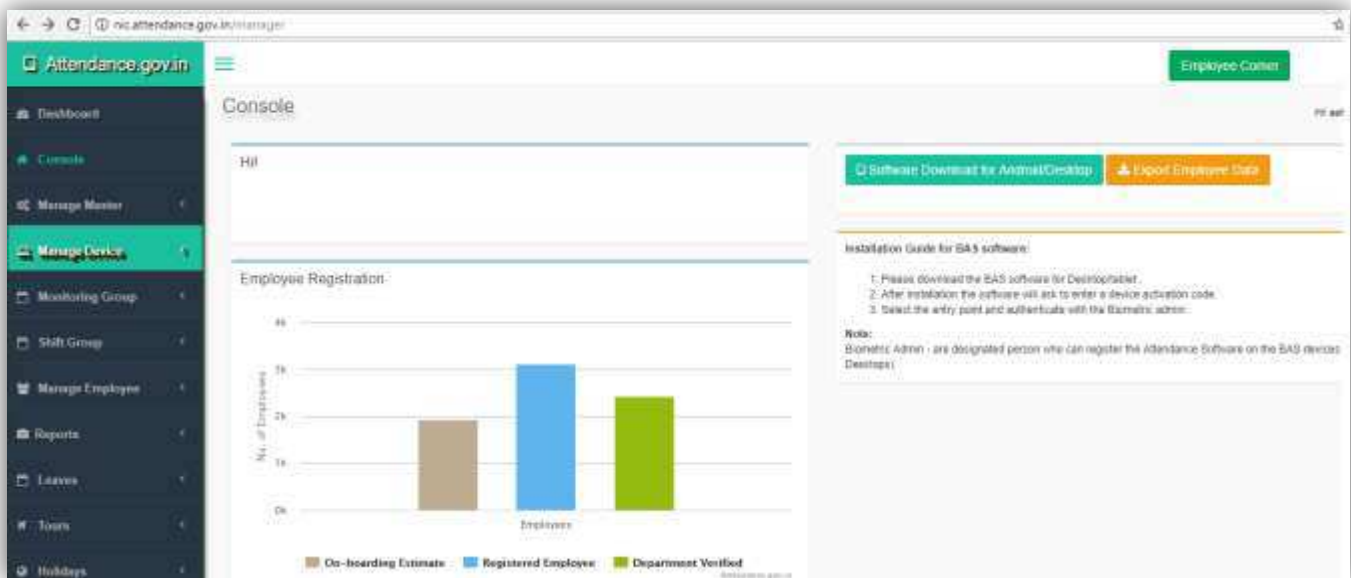 nic.attendance.gov.in/manager
Attendance.gov.in
Employee Corner
Dashboard
Console
Console
Hi!
Software Download for Android/Desktop
Export Employee Data
Manage Master
Manage Device
Installation Guide for BAS software:
Employee Registration
1. Please download the BAS software for Desktop/tablet .
2. After installation the software will ask to enter a device activation code.
3. Select the entry point and authenticate with the Biometric admin .
Monitoring Group
Note:
Biometric Admin - are designated person who can register the Attendance Software on the BAS devices
Desktops)
Shift Group
Manage Employee
Reports
Leaves
Tours
Holidays
4k
3k
2k
1k
0k
No. of Employees
Employees
On-boarding Estimate
Registered Employee
Department Verified